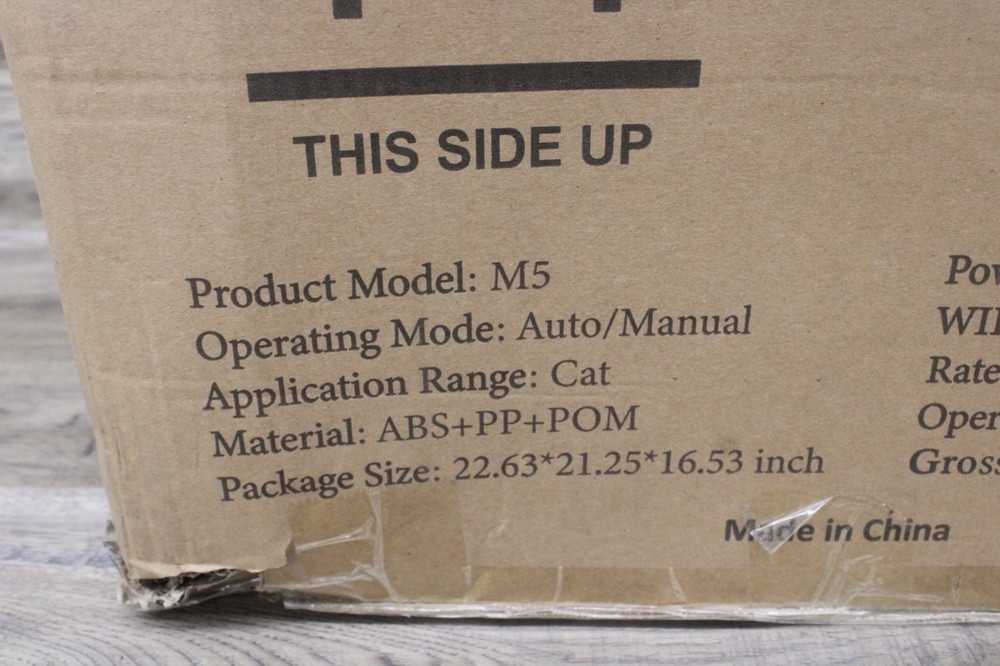 THIS SIDE UP
Product Model: M5
Operating Mode: Auto/Manual
Application Range: Cat
Material: ABS+PP+POM
Package Size: 22.63*21.25*16.53 inch
Made in China